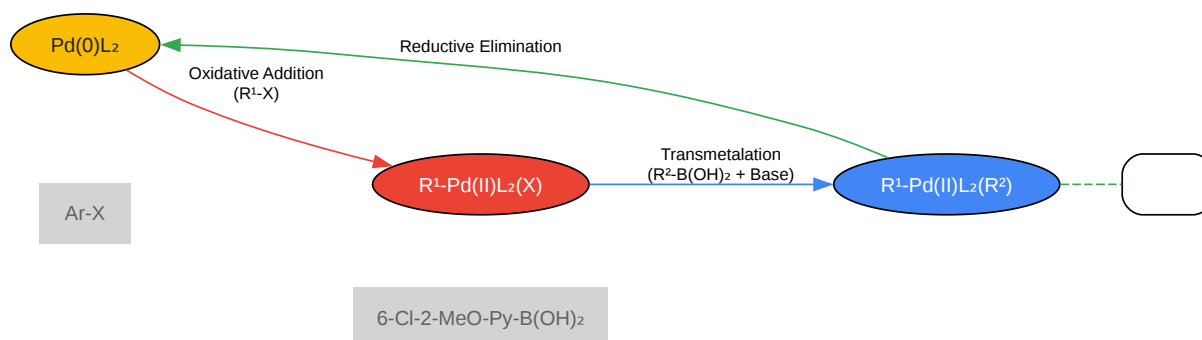 Pd(0)L₂
Reductive Elimination
Oxidative Addition
(R¹-X)
Transmetalation
(R²-B(OH)₂ + Base)
R¹-Pd(II)L₂(X)
R¹-Pd(II)L₂(R²)
Ar-X
6-Cl-2-MeO-Py-B(OH)₂